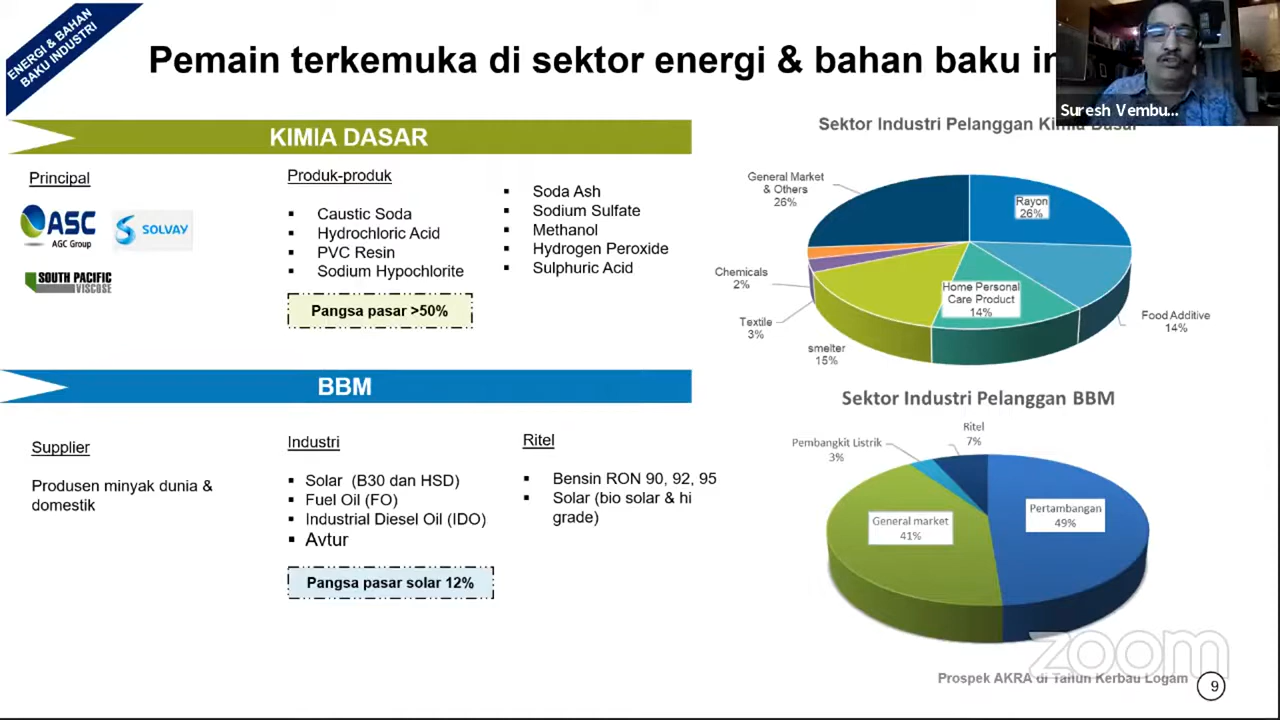 ENERGI & BAHAN
BAKU INDUSTRI
Pemain terkemuka di sektor energi & bahan baku
Suresh Vembu...
KIMIA DASAR
Principal
ASC
AGC Group
SOLVAY
SOUTH PACIFIC
VISCOSE
Produk-produk
▪ Caustic Soda
▪ Hydrochloric Acid
▪ PVC Resin
▪ Sodium Hypochlorite
▪ Soda Ash
▪ Sodium Sulfate
▪ Methanol
▪ Hydrogen Peroxide
▪ Sulphuric Acid
Pangsa pasar >50%
Sektor Industri Pelanggan Kimia Dasar
General Market
& Others
26%
Rayon
26%
Chemicals
2%
Home Personal
Care Product
14%
Textile
3%
Food Additive
14%
smelter
15%
BBM
Supplier
Produsen minyak dunia &
domestik
Industri
▪ Solar (B30 dan HSD)
▪ Fuel Oil (FO)
▪ Industrial Diesel Oil (IDO)
▪ Avtur
Pangsa pasar solar 12%
Ritel
▪ Bensin RON 90, 92, 95
▪ Solar (bio solar & hi
grade)
Sektor Industri Pelanggan BBM
Ritel
7%
Pembangkit Listrik
3%
Pertambangan
49%
General market
41%
zoom
Prospek AKRA di Tahun Kerbau Logam
9